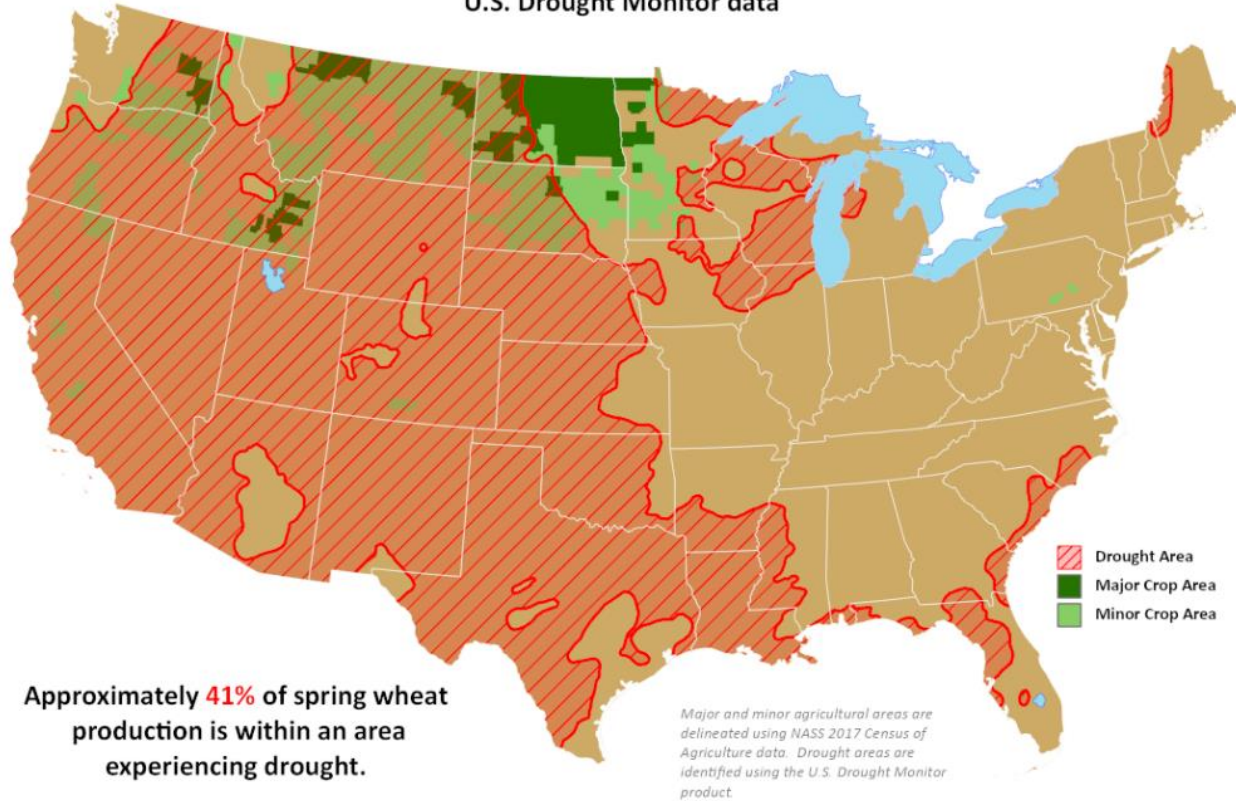 U.S. Drought Monitor data
Drought Area
Major Crop Area
Minor Crop Area
Approximately 41% of spring wheat
production is within an area
experiencing drought.
Major and minor agricultural areas are
delineated using NASS 2017 Census of
Agriculture data. Drought areas are
identified using the U.S. Drought Monitor
product.